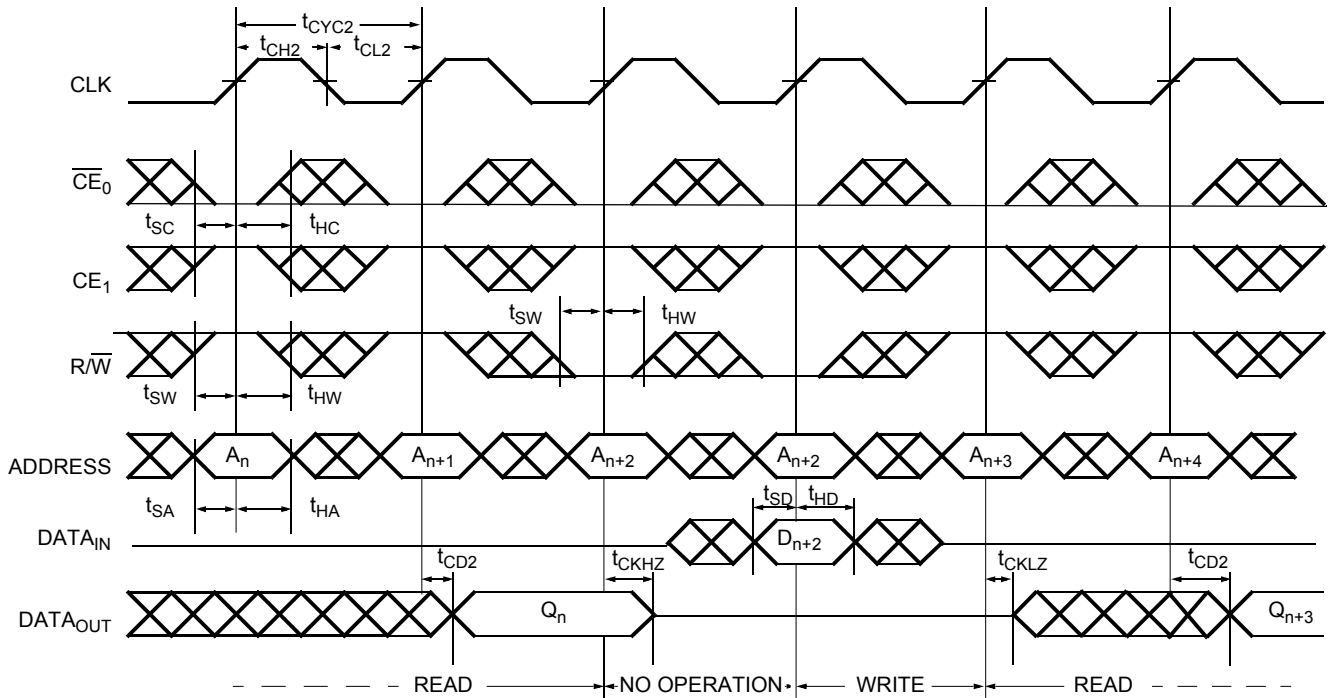 tCYC2
tCH2 tCL2
CLK
CE0
tSC tHC
CE1
tSW tHW
R/W
tSW tHW
ADDRESS An An+1 An+2 An+2 An+3 An+4
tSA tHA tSD tHD
DATAIN Dn+2
tCD2 tCKHZ tCKLZ tCD2
DATAOUT Qn Qn+3
READ NO OPERATION WRITE READ